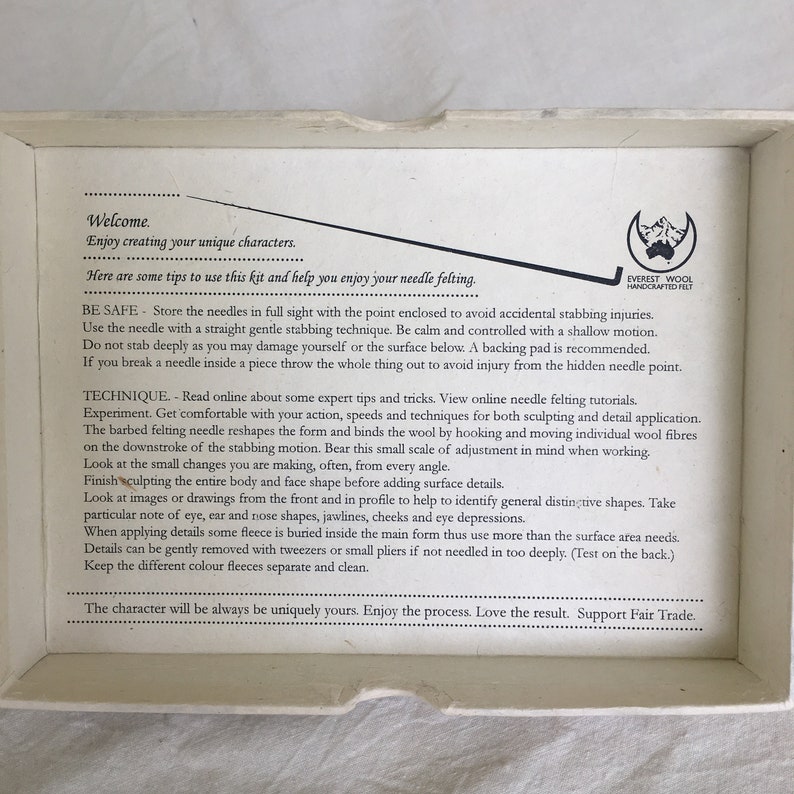 Welcome.
Enjoy creating your unique characters.
Here are some tips to use this kit and help you enjoy your needle felting.
EVEREST WOOL
HANDCRAFTED FELT
BE SAFE - Store the needles in full sight with the point enclosed to avoid accidental stabbing injuries.
Use the needle with a straight gentle stabbing technique. Be calm and controlled with a shallow motion.
Do not stab deeply as you may damage yourself or the surface below. A backing pad is recommended.
If you break a needle inside a piece throw the whole thing out to avoid injury from the hidden needle point.
TECHNIQUE. - Read online about some expert tips and tricks. View online needle felting tutorials.
Experiment. Get comfortable with your action, speeds and techniques for both sculpting and detail application.
The barbed felting needle reshapes the form and binds the wool by hooking and moving individual wool fibres
on the downstroke of the stabbing motion. Bear this small scale of adjustment in mind when working.
Look at the small changes you are making, often, from every angle.
Finish sculpting the entire body and face shape before adding surface details.
Look at images or drawings from the front and in profile to help to identify general distinctive shapes. Take
particular note of eye, ear and nose shapes, jawlines, cheeks and eye depressions.
When applying details some fleece is buried inside the main form thus use more than the surface area needs.
Details can be gently removed with tweezers or small pliers if not needled in too deeply. (Test on the back.)
Keep the different colour fleeces separate and clean.
The character will be always be uniquely yours. Enjoy the process. Love the result. Support Fair Trade.